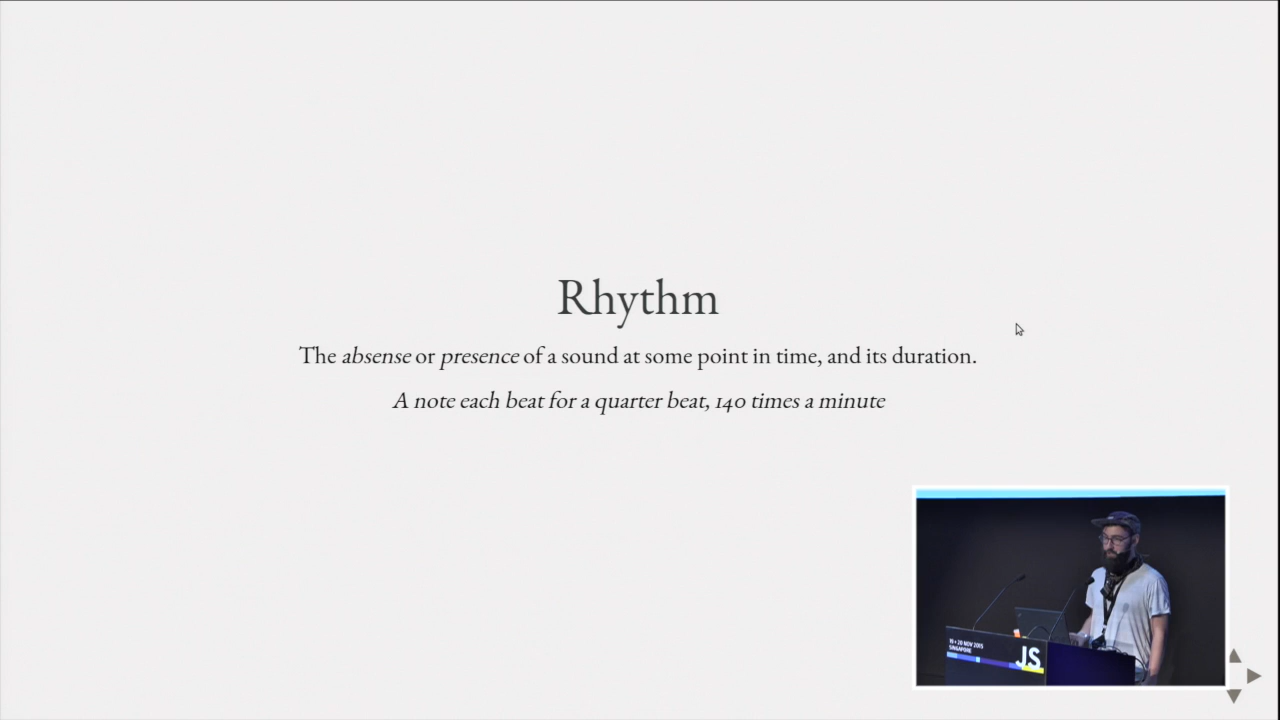 Rhythm
The absense or presence of a sound at some point in time, and its duration.
A note each beat for a quarter beat, 140 times a minute
SINGAPORE
JS